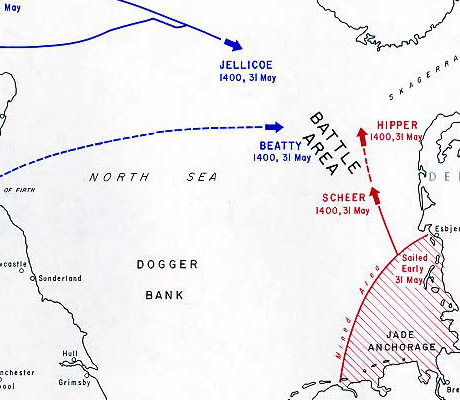 May
JELLICOE
1400, 31 May
SKAGERRA
BATTLE
AREA
HIPPER
1400, 31 May
BEATTY
1400, 31 May
NORTH SEA
DE
OF FIRTH
SCHEER
1400, 31 May
Esbjer
DOGGER
BANK
wcastle
Sunderland
Sailed
Early
31 May
Mined Area
JADE
ANCHORAGE
Hull
Grimsby
nchester
pool
Bre